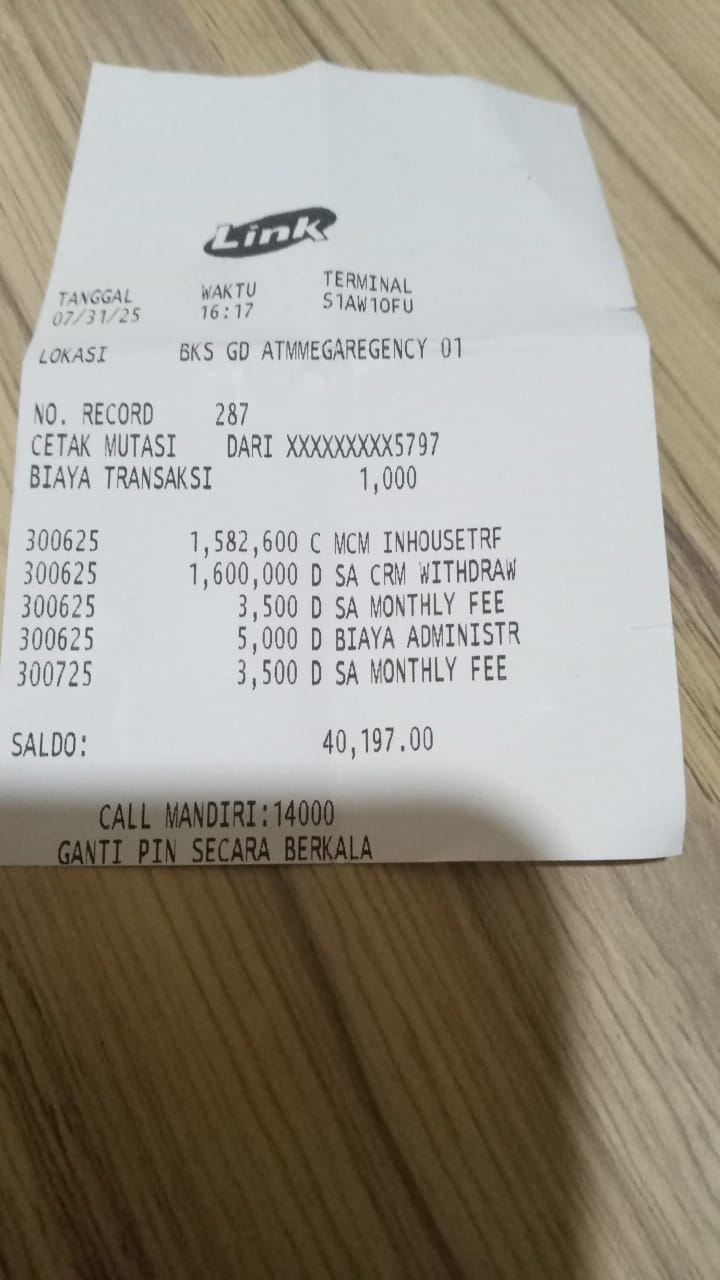 Link
TANGGAL WAKTU TERMINAL
07/31/25 16:17 S1AW10FU
LOKASI BKS GD ATMMEGAREGENCY 01
NO. RECORD 287
CETAK MUTASI DARI XXXXXXXXX5797
BIAYA TRANSAKSI 1,000
300625 1,582,600 C MCM INHOUSETRF
300625 1,600,000 D SA CRM WITHDRAW
300625 3,500 D SA MONTHLY FEE
300625 5,000 D BIAYA ADMINISTR
300725 3,500 D SA MONTHLY FEE
SALDO: 40,197.00
CALL MANDIRI:14000
GANTI PIN SECARA BERKALA